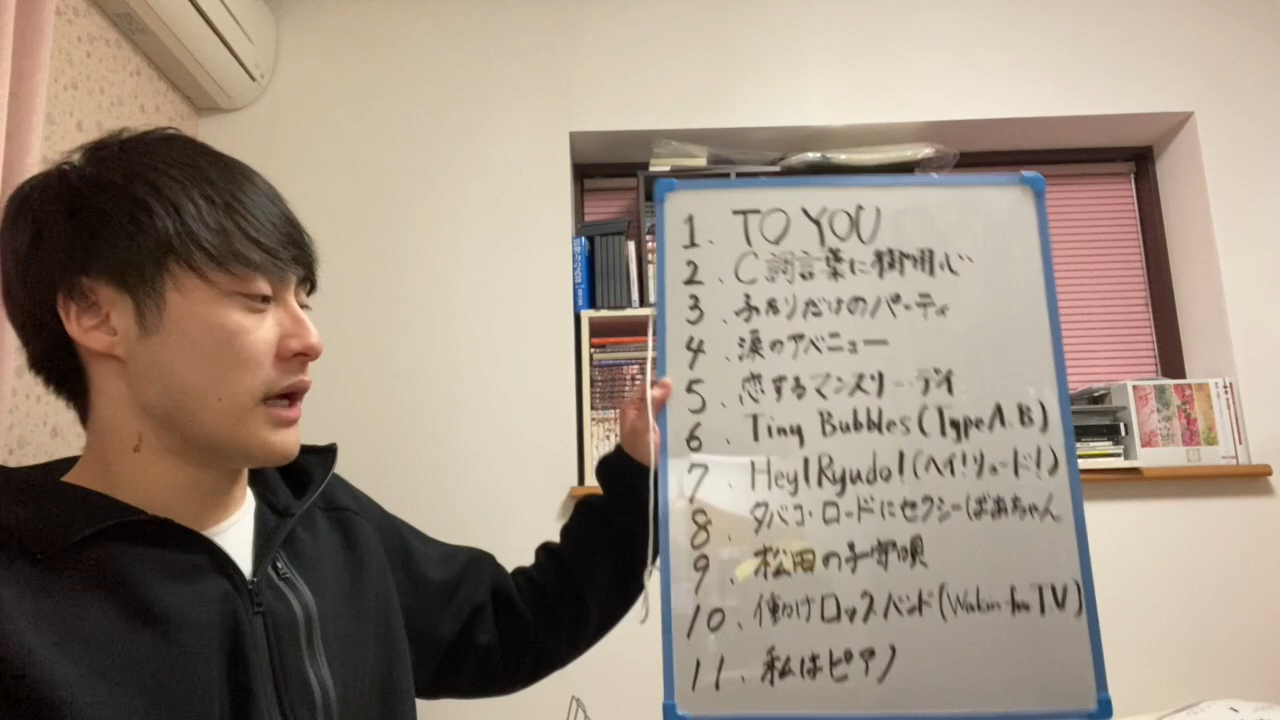 1. TO YOU
2. C調言葉に御用心
3. ふたりだけのパーティ
4. 涙のアベニュー
5. 恋するマンスリー・デイ
6. Tiny Bubbles(Type A.B)
7. Hey!Ryudo!(ヘイ!リュード!)
8. タバコ・ロードにセクシーばあちゃん
9. 松田の子守唄
10. 働けロックバンド(Workin for TV)
11. 私はピアノ